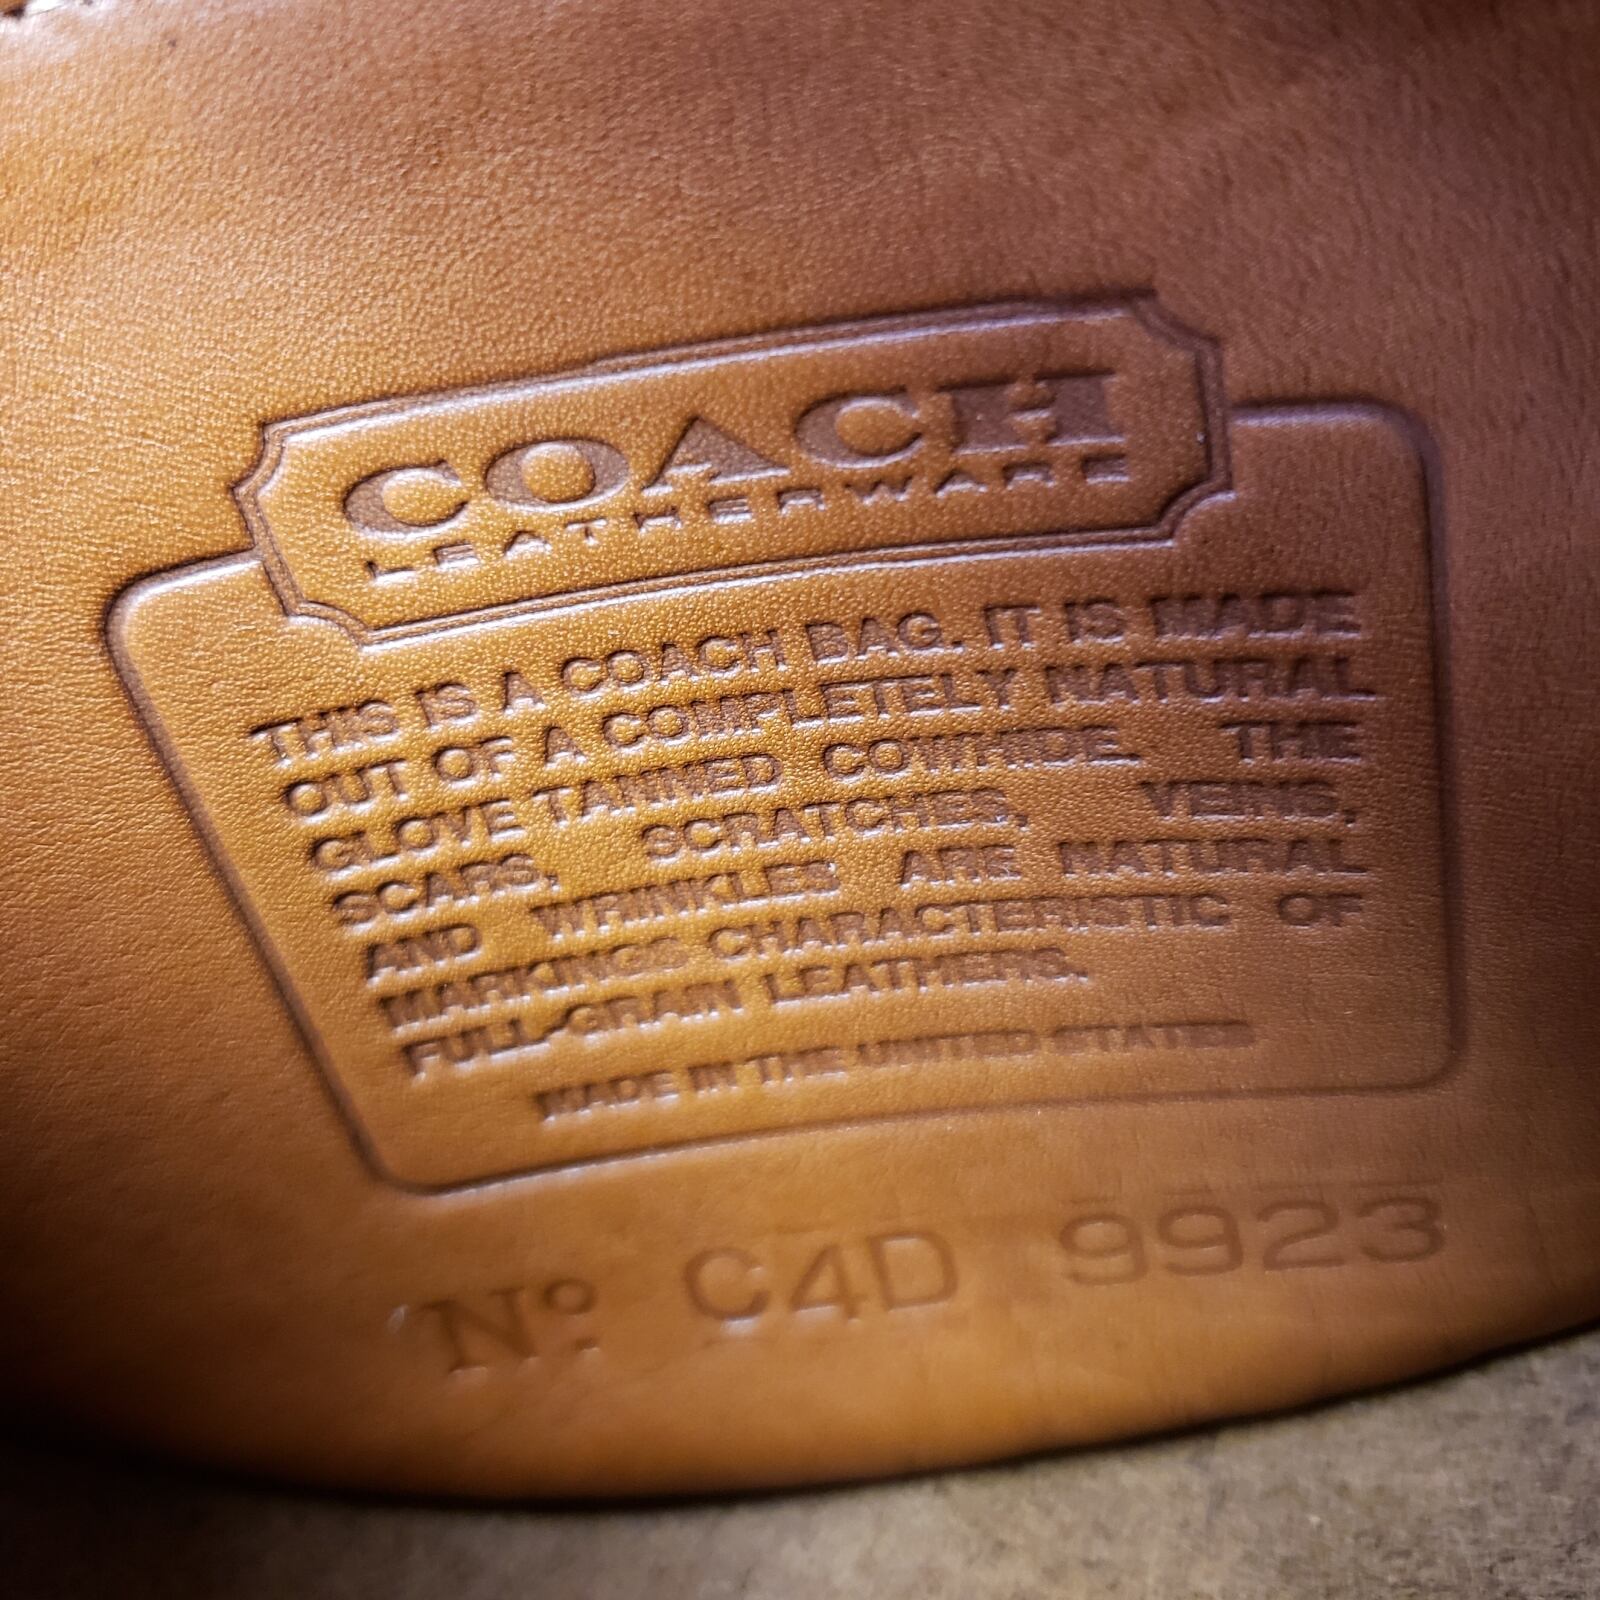 COACH
LEATHERWARE
THIS IS A COACH BAG. IT IS MADE
OUT OF A COMPLETELY NATURAL
GLOVE TANNED COWHIDE. THE
SCARS, SCRATCHES, VEINS,
AND WRINKLES ARE NATURAL
MARKINGS CHARACTERISTIC OF
FULL-GRAIN LEATHERS.
MADE IN THE UNITED STATES
Nº C4D 9923